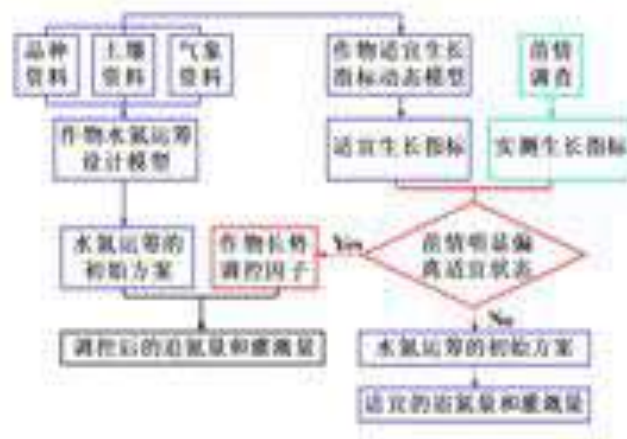 品种
资料
土壤
资料
气象
资料
作物适宜生长
指标动态模型
苗情
调查
作物水氮运筹
设计模型
适宜生长指标
实测生长指标
水氮运筹的
初始方案
作物长势
调控因子
Yes
苗情明显偏
离适宜状态
No
调控后的追氮量和灌溉量
水氮运筹的初始方案
适宜的追氮量和灌溉量